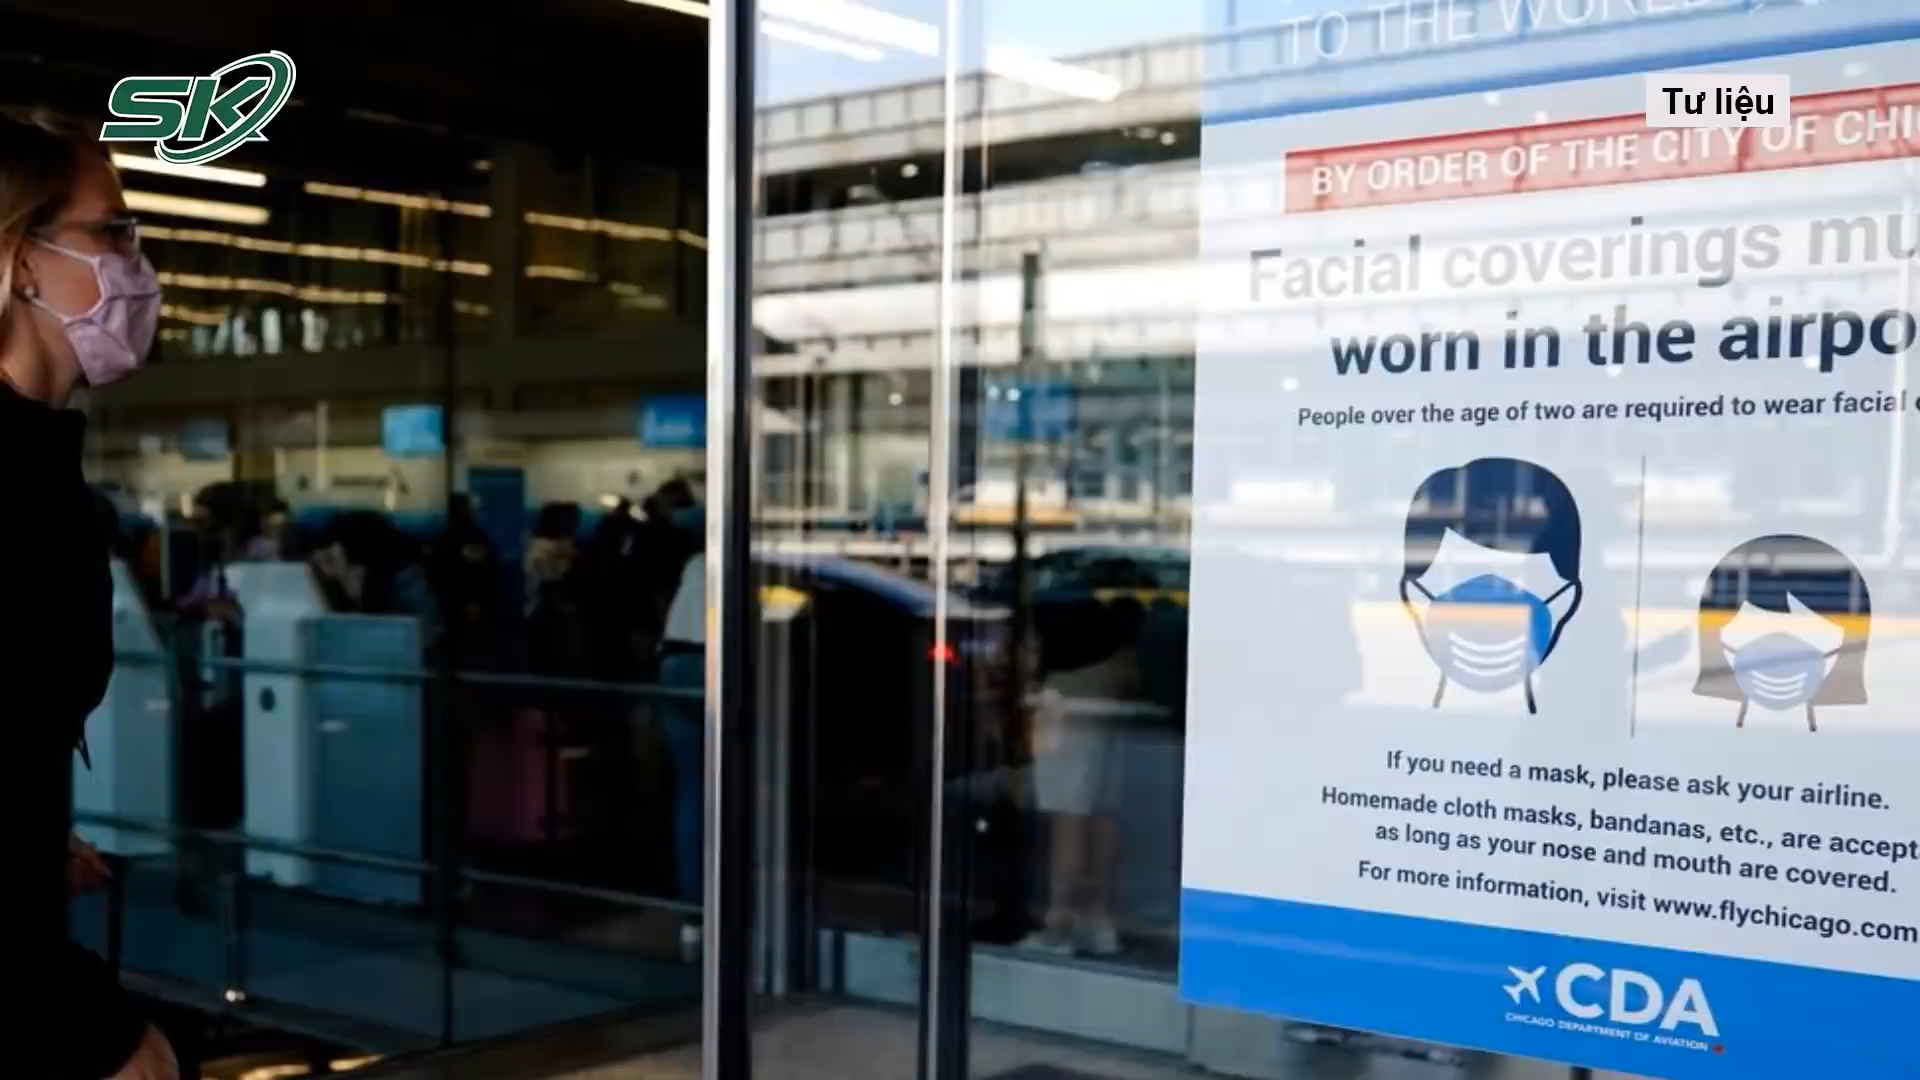 SK
Tư liệu
TO THE WORLD
BY ORDER OF THE CITY OF CHIC
Facial coverings mu
worn in the airpo
People over the age of two are required to wear facial
If you need a mask, please ask your airline.
Homemade cloth masks, bandanas, etc., are accept
as long as your nose and mouth are covered.
For more information, visit www.flychicago.com
CDA
CHICAGO DEPARTMENT OF AVIATION